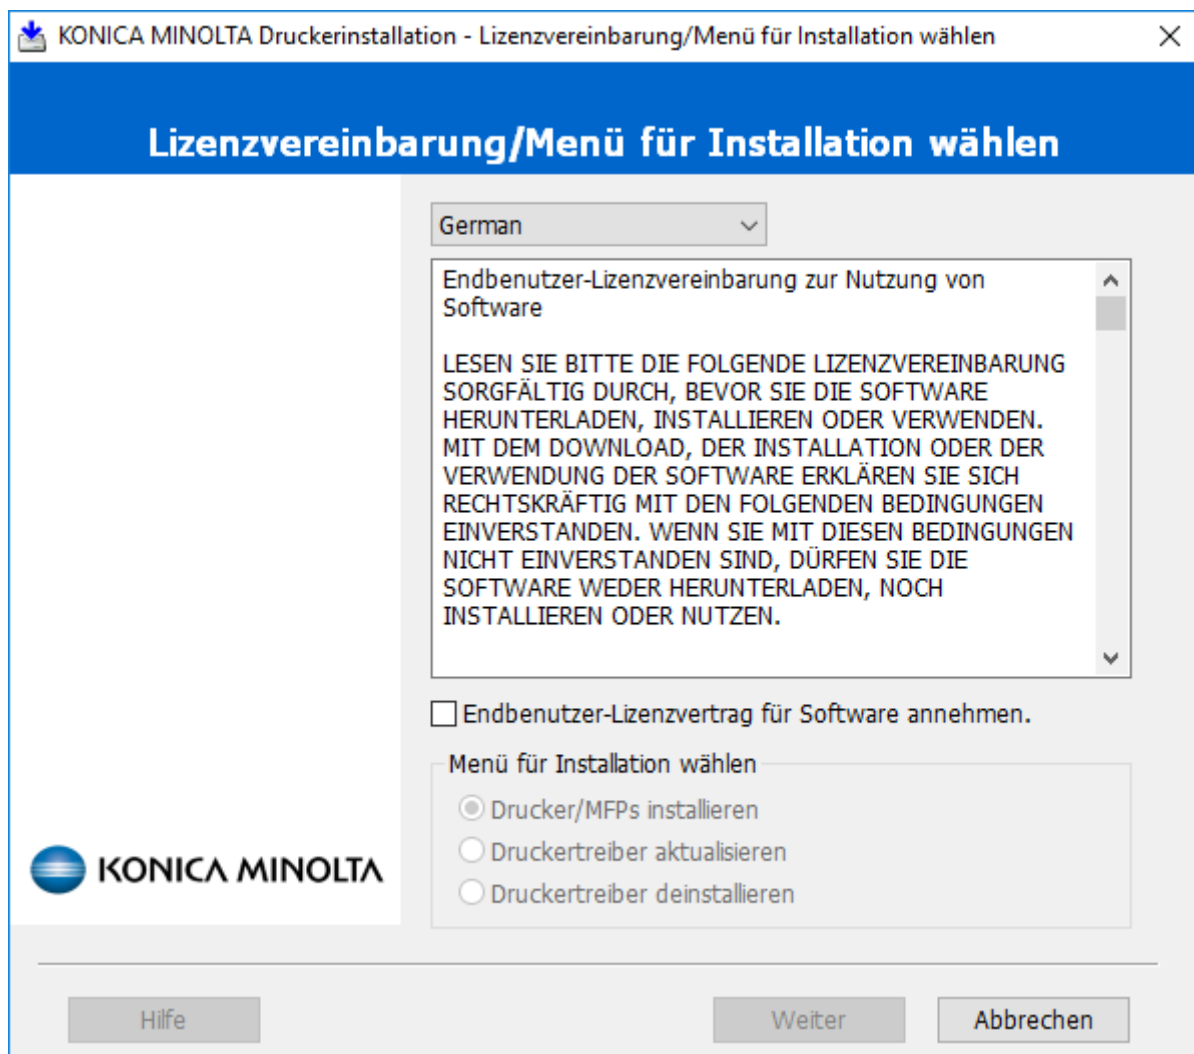 KONICA MINOLTA Druckerinstallation - Lizenzvereinbarung/Menü für Installation wählen
Lizenzvereinbarung/Menü für Installation wählen
German
Endbenutzer-Lizenzvereinbarung zur Nutzung von
Software
LESEN SIE BITTE DIE FOLGENDE LIZENZVEREINBARUNG
SORGFÄLTIG DURCH, BEVOR SIE DIE SOFTWARE
HERUNTERLADEN, INSTALLIEREN ODER VERWENDEN.
MIT DEM DOWNLOAD, DER INSTALLATION ODER DER
VERWENDUNG DER SOFTWARE ERKLÄREN SIE SICH
RECHTSKRÄFTIG MIT DEN FOLGENDEN BEDINGUNGEN
EINVERSTANDEN. WENN SIE MIT DIESEN BEDINGUNGEN
NICHT EINVERSTANDEN SIND, DÜRFEN SIE DIE
SOFTWARE WEDER HERUNTERLADEN, NOCH
INSTALLIEREN ODER NUTZEN.
Endbenutzer-Lizenzvertrag für Software annehmen.
Menü für Installation wählen
Drucker/MFPs installieren
Druckertreiber aktualisieren
Druckertreiber deinstallieren
KONICA MINOLTA
Hilfe
Weiter
Abbrechen